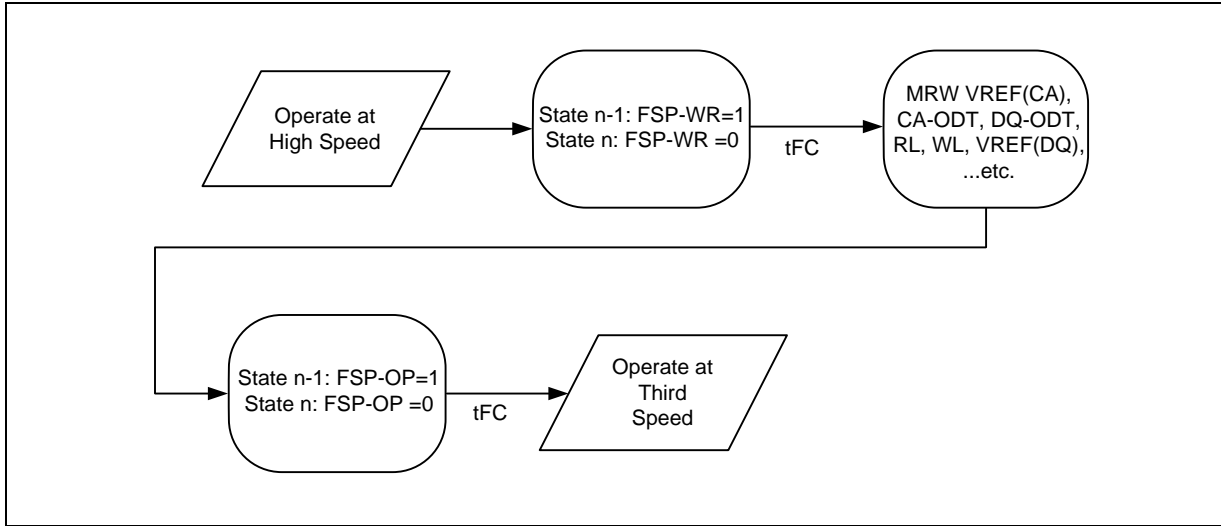 Operate at
High Speed
State n-1: FSP-WR=1
State n: FSP-WR =0
tFC
MRW VREF(CA),
CA-ODT, DQ-ODT,
RL, WL, VREF(DQ),
...etc.
State n-1: FSP-OP=1
State n: FSP-OP =0
tFC
Operate at
Third
Speed